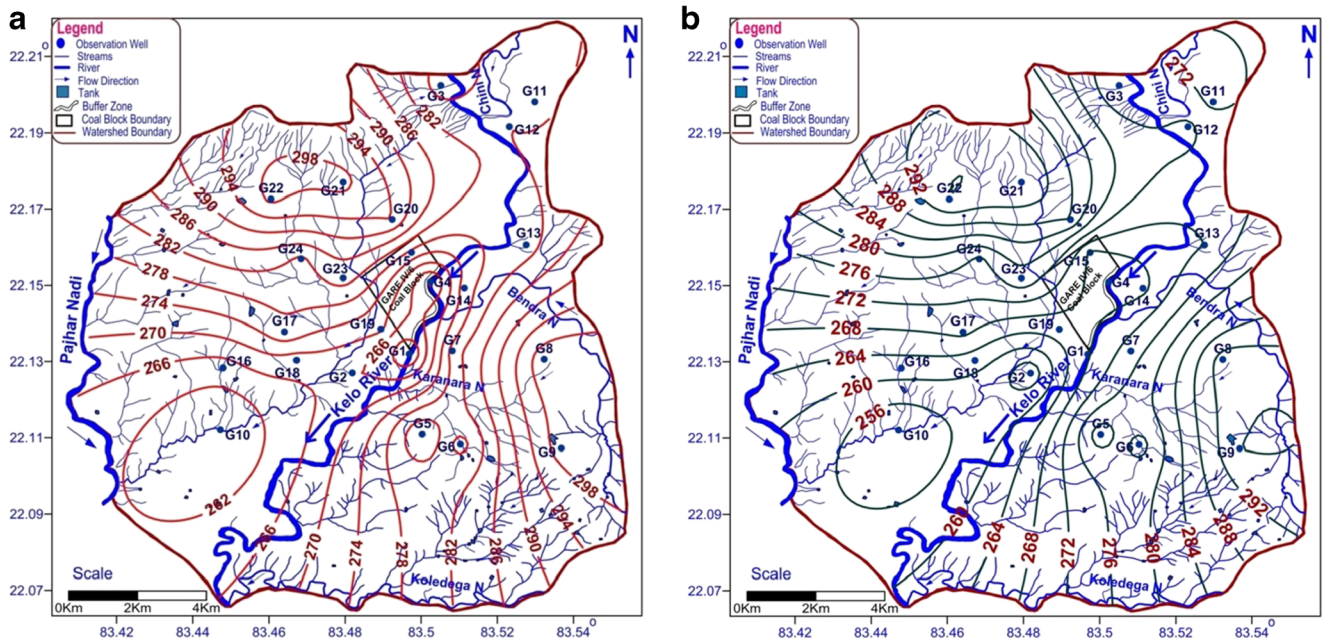 a
Legend
Observation Well
Streams
River
Flow Direction
Tank
Buffer Zone
Coal Block Boundary
Watershed Boundary
N
o
22.21
22.19
22.17
22.15
22.13
22.11
22.09
22.07
G3
282
Chini N
G11
G12
290
286
294
298
294
G22
G21
290
G20
286
282
G24
G13
278
G23
G15
GARE IV/6
Coal Block
G4
G14
Bendra N
274
Pajhar Nadi
270
G17
G19
266
G1
G7
G8
266
G16
G18
G2
Karanara N
Kelo River
G5
G10
G6
G9
262
298
266
270
274
278
282
286
290
294
Koledega N
Scale
0Km
2Km
4Km
83.42
83.44
83.46
83.48
83.5
83.52
83.54
o
b
Legend
Observation Well
Streams
River
Flow Direction
Tank
Buffer Zone
Coal Block Boundary
Watershed Boundary
N
o
22.21
22.19
22.17
22.15
22.13
22.11
22.09
22.07
272
G3
Chini N
G11
G12
292
G22
G21
288
G20
284
280
G24
G13
276
G23
G15
GARE IV/6
Coal Block
G4
G14
Bendra N
272
Pajhar Nadi
268
G17
G19
264
G16
G18
G1
G7
G8
260
G2
Karanara N
256
Kelo River
G10
G5
G6
G9
260
264
268
272
276
280
284
288
292
Koledega N
Scale
0Km
2Km
4Km
83.42
83.44
83.46
83.48
83.5
83.52
83.54
o